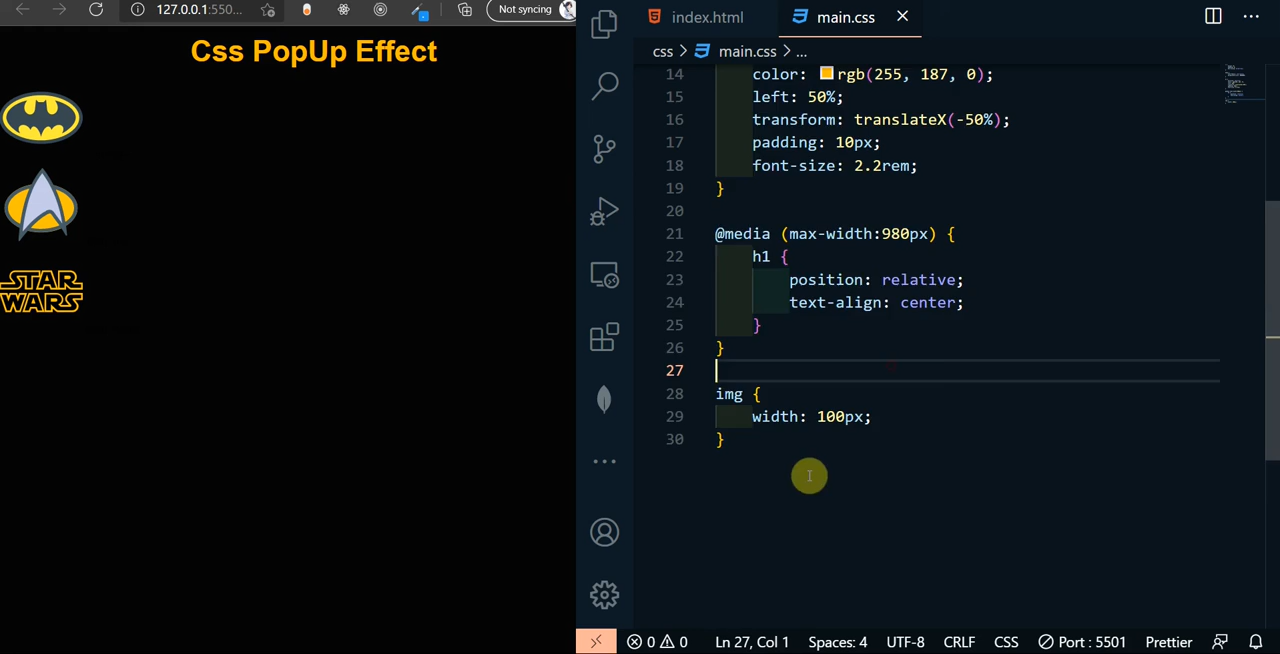 127.0.0.1:550...
Not syncing
Css PopUp Effect
STAR
WARS
index.html
main.css
css > main.css > ...
14 color: rgb(255, 187, 0);
15 left: 50%;
16 transform: translateX(-50%);
17 padding: 10px;
18 font-size: 2.2rem;
19 }
20
21 @media (max-width:980px) {
22 h1 {
23 position: relative;
24 text-align: center;
25 }
26 }
27
28 img {
29 width: 100px;
30 }
0 0 Ln 27, Col 1 Spaces: 4 UTF-8 CRLF CSS Port : 5501 Prettier